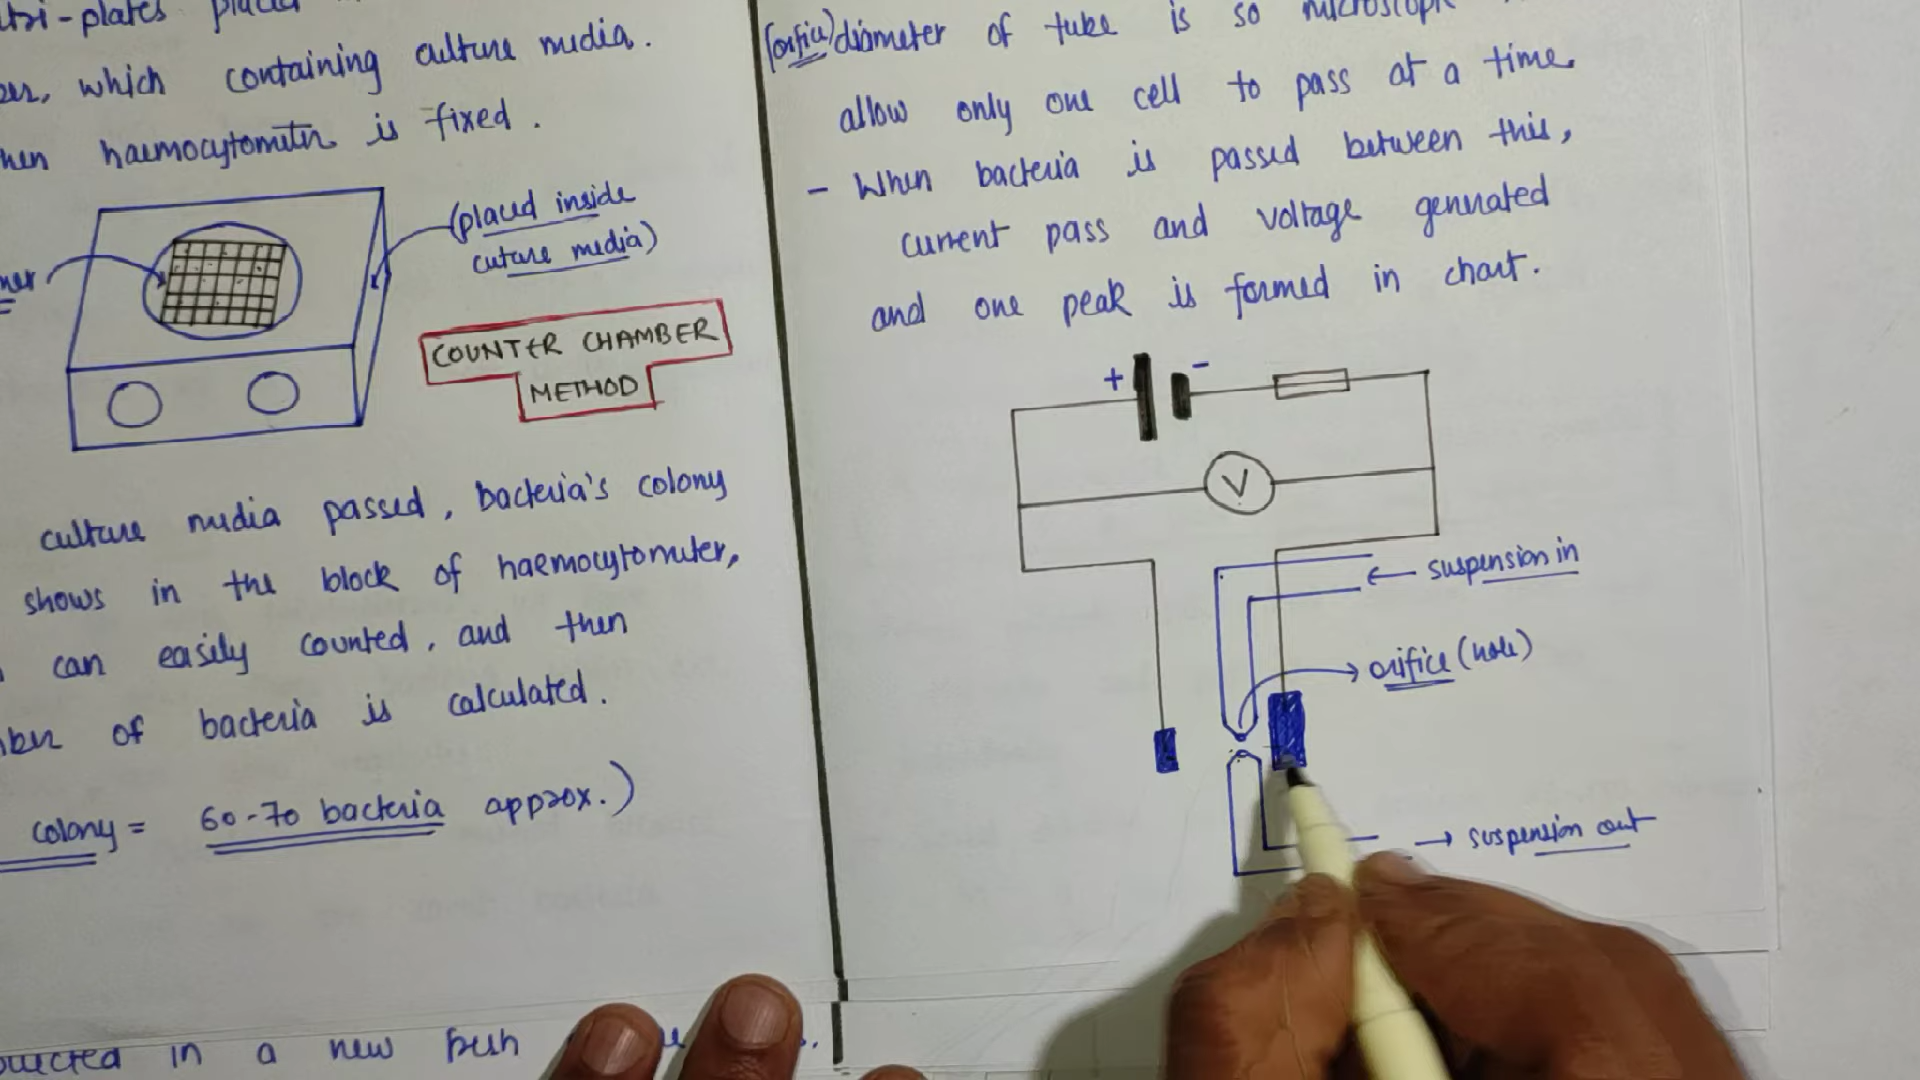 tri-plates placed
which containing culture media.
haemocytometer is fixed.
(placed inside
cuture media)
COUNTER CHAMBER
METHOD
culture media passed, bacteria's colony
shows in the block of haemocytometer,
can easily counted, and then
of bacteria is calculated.
colony = 60-70 bacteria approx.)
in a new
(orifice) diameter of tube is so microscopic
allow only one cell to pass at a time.
- When bacteria is passed between this,
current pass and voltage generated
and one peak is formed in chart.
+ -
V
← suspension in
→ orifice (hole)
→ suspension out